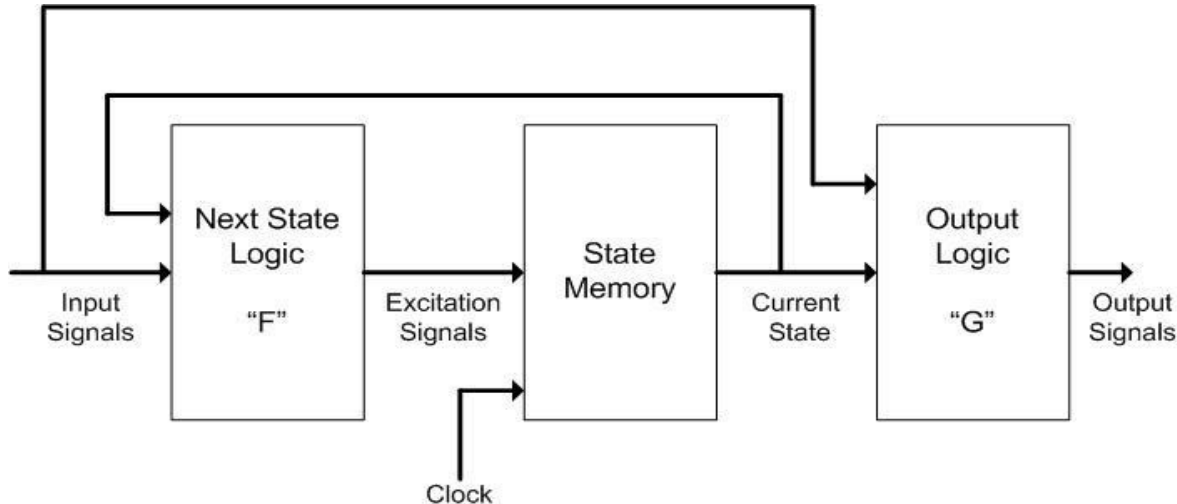 Next State
Logic
“F”
State
Memory
Output
Logic
“G”
Input
Signals
Excitation
Signals
Current
State
Output
Signals
Clock